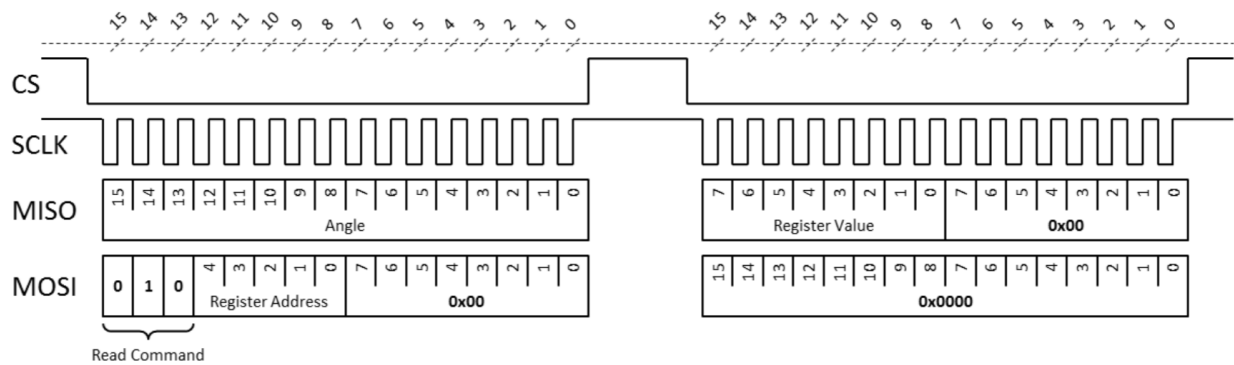 15 14 13 12 11 10 9 8 7 6 5 4 3 2 1 0 15 14 13 12 11 10 9 8 7 6 5 4 3 2 1 0
CS
SCLK
MISO 15 14 13 12 11 10 9 8 7 6 5 4 3 2 1 0 7 6 5 4 3 2 1 0 7 6 5 4 3 2 1 0
Angle Register Value 0x00
MOSI 0 1 0 4 3 2 1 0 7 6 5 4 3 2 1 0 15 14 13 12 11 10 9 8 7 6 5 4 3 2 1 0
Register Address 0x00 0x0000
Read Command